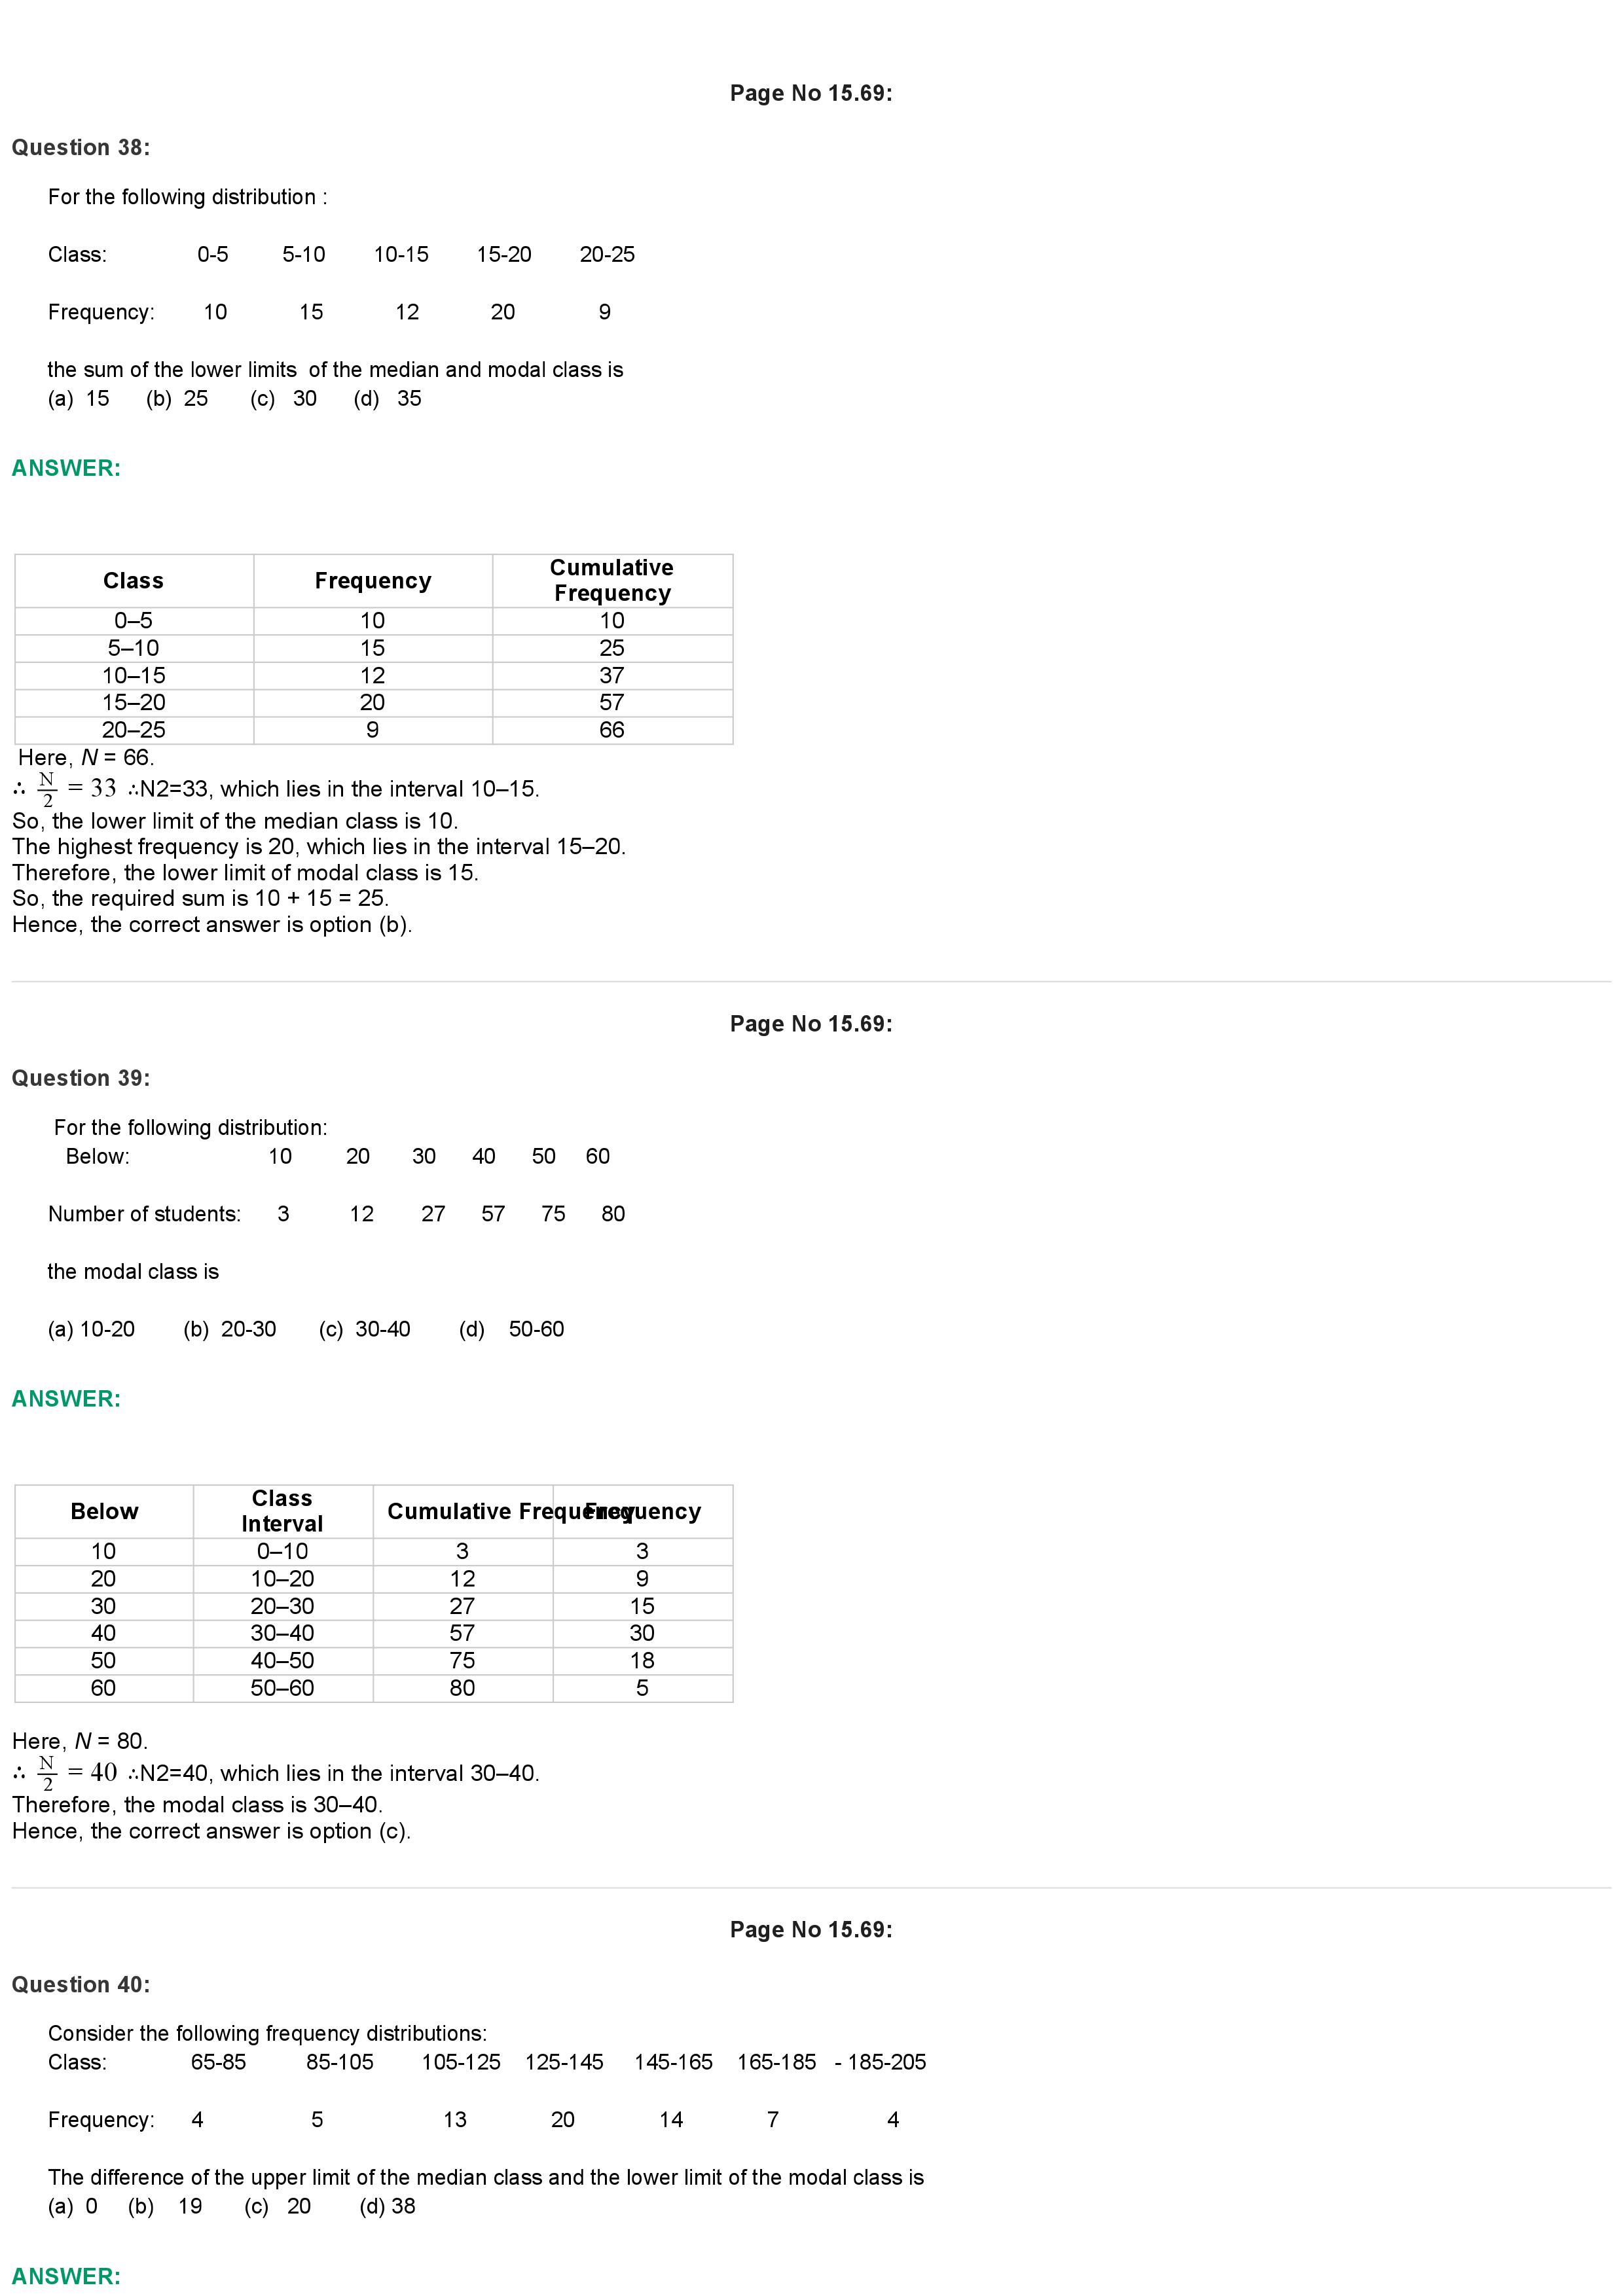 Page No 15.69:
Question 38:
For the following distribution :
Class: 0-5 5-10 10-15 15-20 20-25
Frequency: 10 15 12 20 9
the sum of the lower limits of the median and modal class is
(a) 15 (b) 25 (c) 30 (d) 35
ANSWER:
Class Frequency Cumulative Frequency
0–5 10 10
5–10 15 25
10–15 12 37
15–20 20 57
20–25 9 66
Here, N = 66.
∴ N/2 = 33 ∴N2=33, which lies in the interval 10–15.
So, the lower limit of the median class is 10.
The highest frequency is 20, which lies in the interval 15–20.
Therefore, the lower limit of modal class is 15.
So, the required sum is 10 + 15 = 25.
Hence, the correct answer is option (b).
Page No 15.69:
Question 39:
For the following distribution:
Below: 10 20 30 40 50 60
Number of students: 3 12 27 57 75 80
the modal class is
(a) 10-20 (b) 20-30 (c) 30-40 (d) 50-60
ANSWER:
Below Class Interval Cumulative Frequency Frequency
10 0–10 3 3
20 10–20 12 9
30 20–30 27 15
40 30–40 57 30
50 40–50 75 18
60 50–60 80 5
Here, N = 80.
∴ N/2 = 40 ∴N2=40, which lies in the interval 30–40.
Therefore, the modal class is 30–40.
Hence, the correct answer is option (c).
Page No 15.69:
Question 40:
Consider the following frequency distributions:
Class: 65-85 85-105 105-125 125-145 145-165 165-185 - 185-205
Frequency: 4 5 13 20 14 7 4
The difference of the upper limit of the median class and the lower limit of the modal class is
(a) 0 (b) 19 (c) 20 (d) 38
ANSWER: